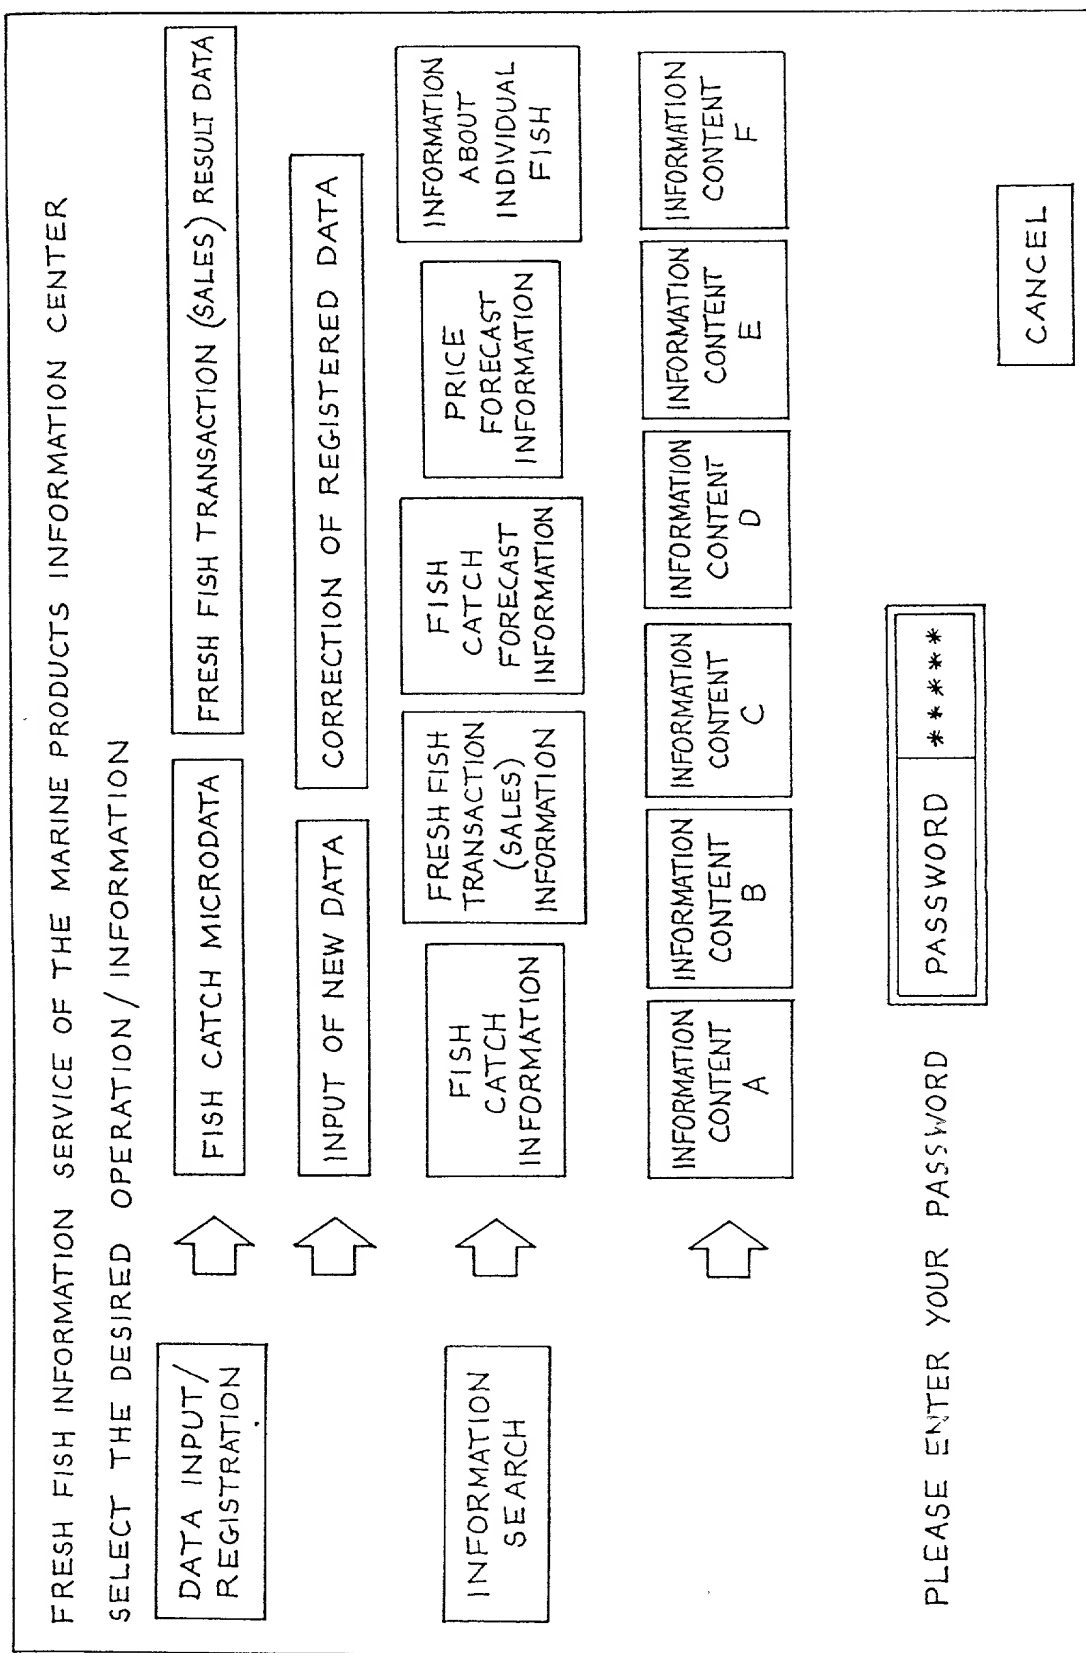 FRESH FISH INFORMATION SERVICE OF THE MARINE PRODUCTS INFORMATION CENTER
SELECT THE DESIRED OPERATION/INFORMATION
DATA INPUT/
REGISTRATION
FISH CATCH MICRODATA
FRESH FISH TRANSACTION (SALES) RESULT DATA
INPUT OF NEW DATA
CORRECTION OF REGISTERED DATA
INFORMATION
SEARCH
FISH
CATCH
INFORMATION
FRESH FISH
TRANSACTION
(SALES)
INFORMATION
FISH
CATCH
FORECAST
INFORMATION
PRICE
FORECAST
INFORMATION
INFORMATION
ABOUT
INDIVIDUAL
FISH
INFORMATION
CONTENT
A
INFORMATION
CONTENT
B
INFORMATION
CONTENT
C
INFORMATION
CONTENT
D
INFORMATION
CONTENT
E
INFORMATION
CONTENT
F
PLEASE ENTER YOUR PASSWORD
PASSWORD
*****
CANCEL